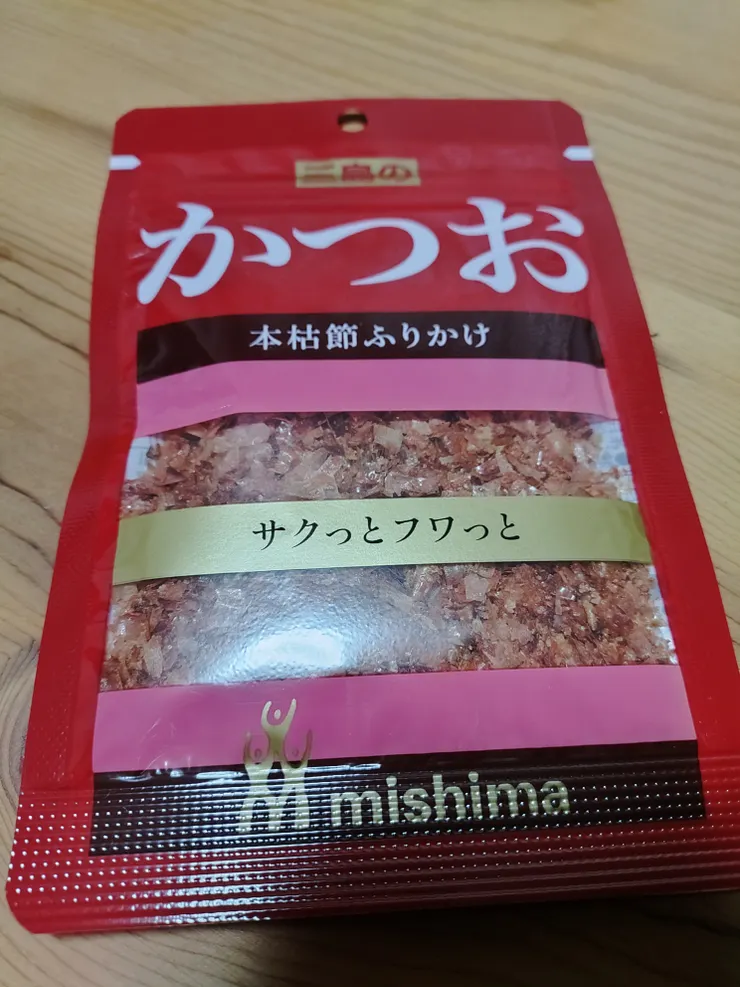 三島の
かつお
本枯節ふりかけ
サクっとフワっと
mishima